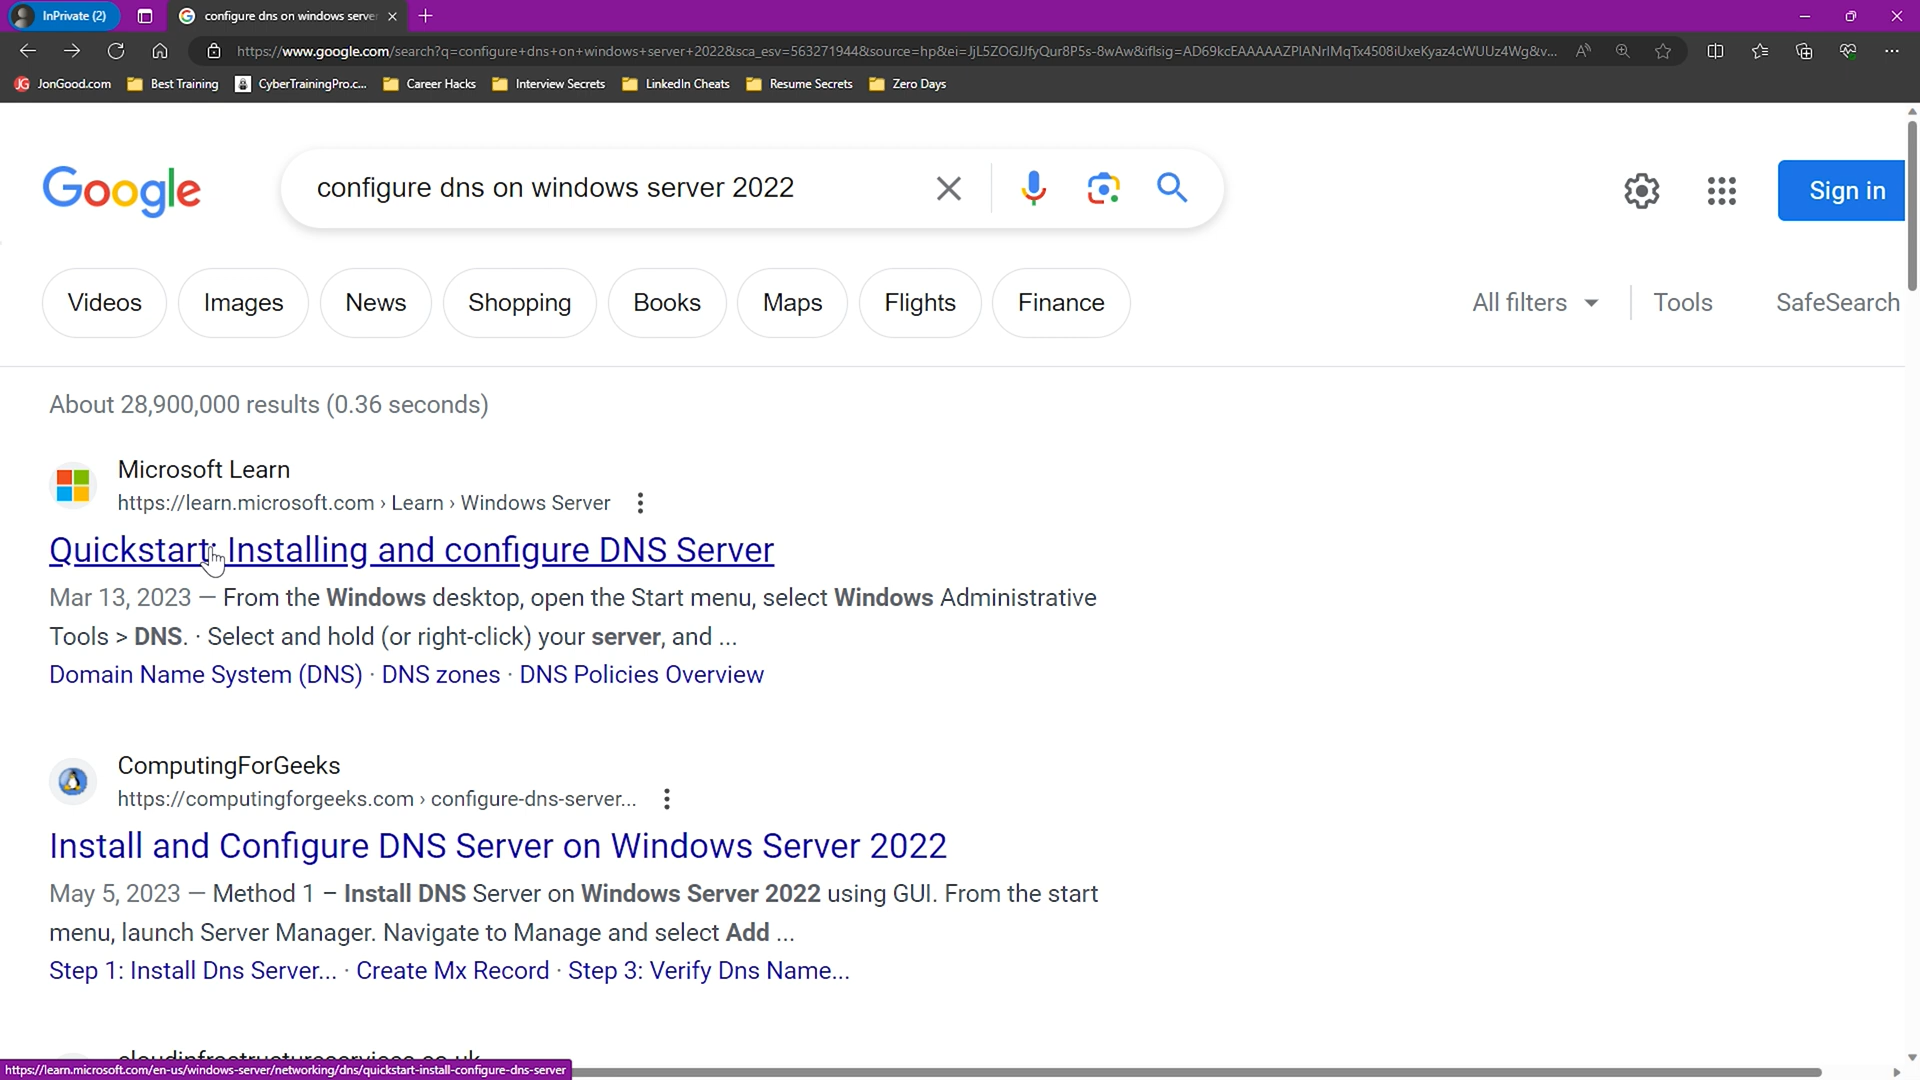 InPrivate (2)
configure dns on windows serve
https://www.google.com/search?q=configure+dns+on+windows+server+2022&sca_esv=563271944&source=hp&ei=JjL5ZOGJJfyQur8P5s-8wAw&iflsig=AD69kcEAAAAAZPlANrIMqTx4508iUxeKyaz4cWUUz4Wg&v...
JonGood.com
Best Training
CyberTrainingPro.c...
Career Hacks
Interview Secrets
LinkedIn Cheats
Resume Secrets
Zero Days
Google
configure dns on windows server 2022
Sign in
Videos
Images
News
Shopping
Books
Maps
Flights
Finance
All filters
Tools
SafeSearch
About 28,900,000 results (0.36 seconds)
Microsoft Learn
https://learn.microsoft.com › Learn › Windows Server
Quickstart: Installing and configure DNS Server
Mar 13, 2023 — From the Windows desktop, open the Start menu, select Windows Administrative
Tools > DNS. · Select and hold (or right-click) your server, and ...
Domain Name System (DNS) · DNS zones · DNS Policies Overview
ComputingForGeeks
https://computingforgeeks.com › configure-dns-server...
Install and Configure DNS Server on Windows Server 2022
May 5, 2023 — Method 1 – Install DNS Server on Windows Server 2022 using GUI. From the start
menu, launch Server Manager. Navigate to Manage and select Add ...
Step 1: Install Dns Server... · Create Mx Record · Step 3: Verify Dns Name...
cloudinfrastructureservices.co.uk
https://learn.microsoft.com/en-us/windows-server/networking/dns/quickstart-install-configure-dns-server